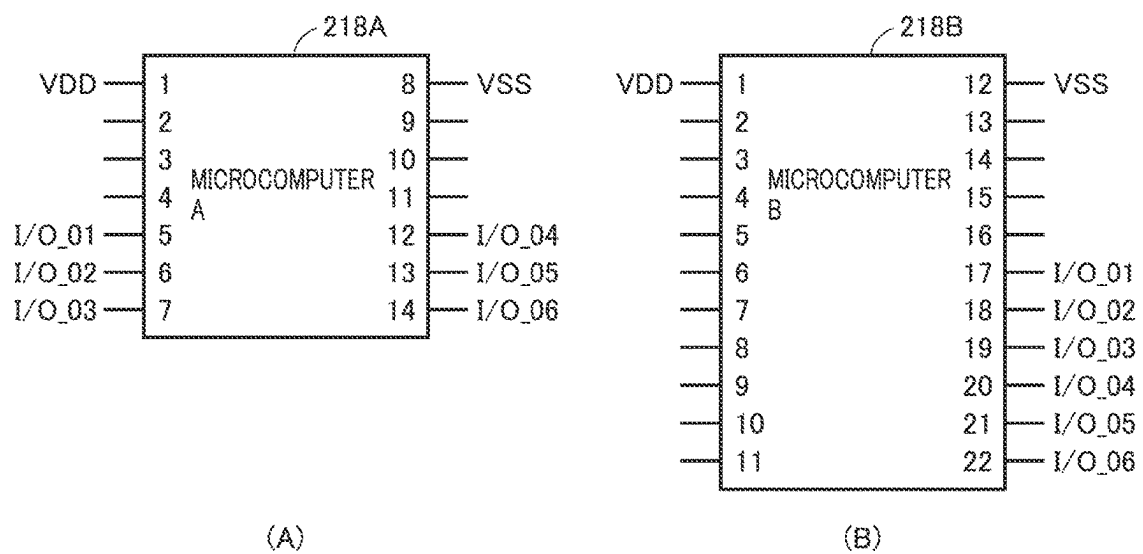 218A
VDD 1 8 VSS
2 9
3 10
MICROCOMPUTER
A
4 11
I/O_01 5 12 I/O_04
I/O_02 6 13 I/O_05
I/O_03 7 14 I/O_06
(A)
218B
VDD 1 12 VSS
2 13
3 14
MICROCOMPUTER
B
4 15
5 16
6 17 I/O_01
7 18 I/O_02
8 19 I/O_03
9 20 I/O_04
10 21 I/O_05
11 22 I/O_06
(B)